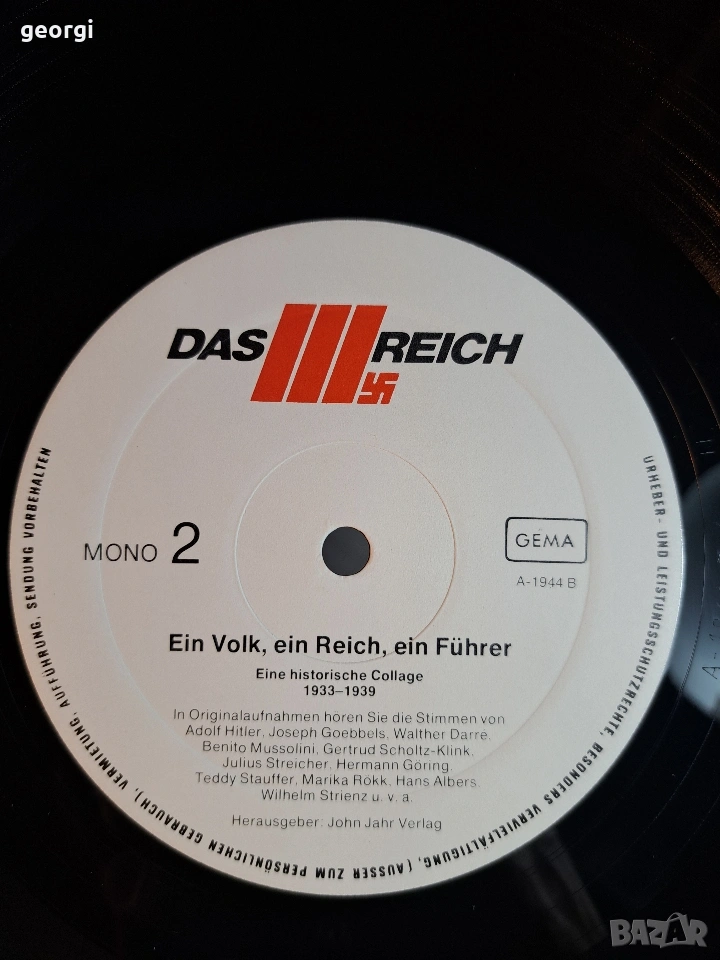 georgi
DAS III REICH
MONO 2
GEMA
A-1944 B
Ein Volk, ein Reich, ein Führer
Eine historische Collage
1933–1939
In Originalaufnahmen hören Sie die Stimmen von
Adolf Hitler, Joseph Goebbels, Walther Darré,
Benito Mussolini, Gertrud Scholtz-Klink,
Julius Streicher, Hermann Göring,
Teddy Stauffer, Marika Rökk, Hans Albers,
Wilhelm Strienz u. v. a.
Herausgeber: John Jahr Verlag
URHEBER- UND LEISTUNGSSCHUTZRECHTE, BESONDERS VERVIELFÄLTIGUNG, (AUSSER ZUM PERSÖNLICHEN GEBRAUCH), VERMIETUNG, AUFFÜHRUNG, SENDUNG VORBEHALTEN
BAZAR